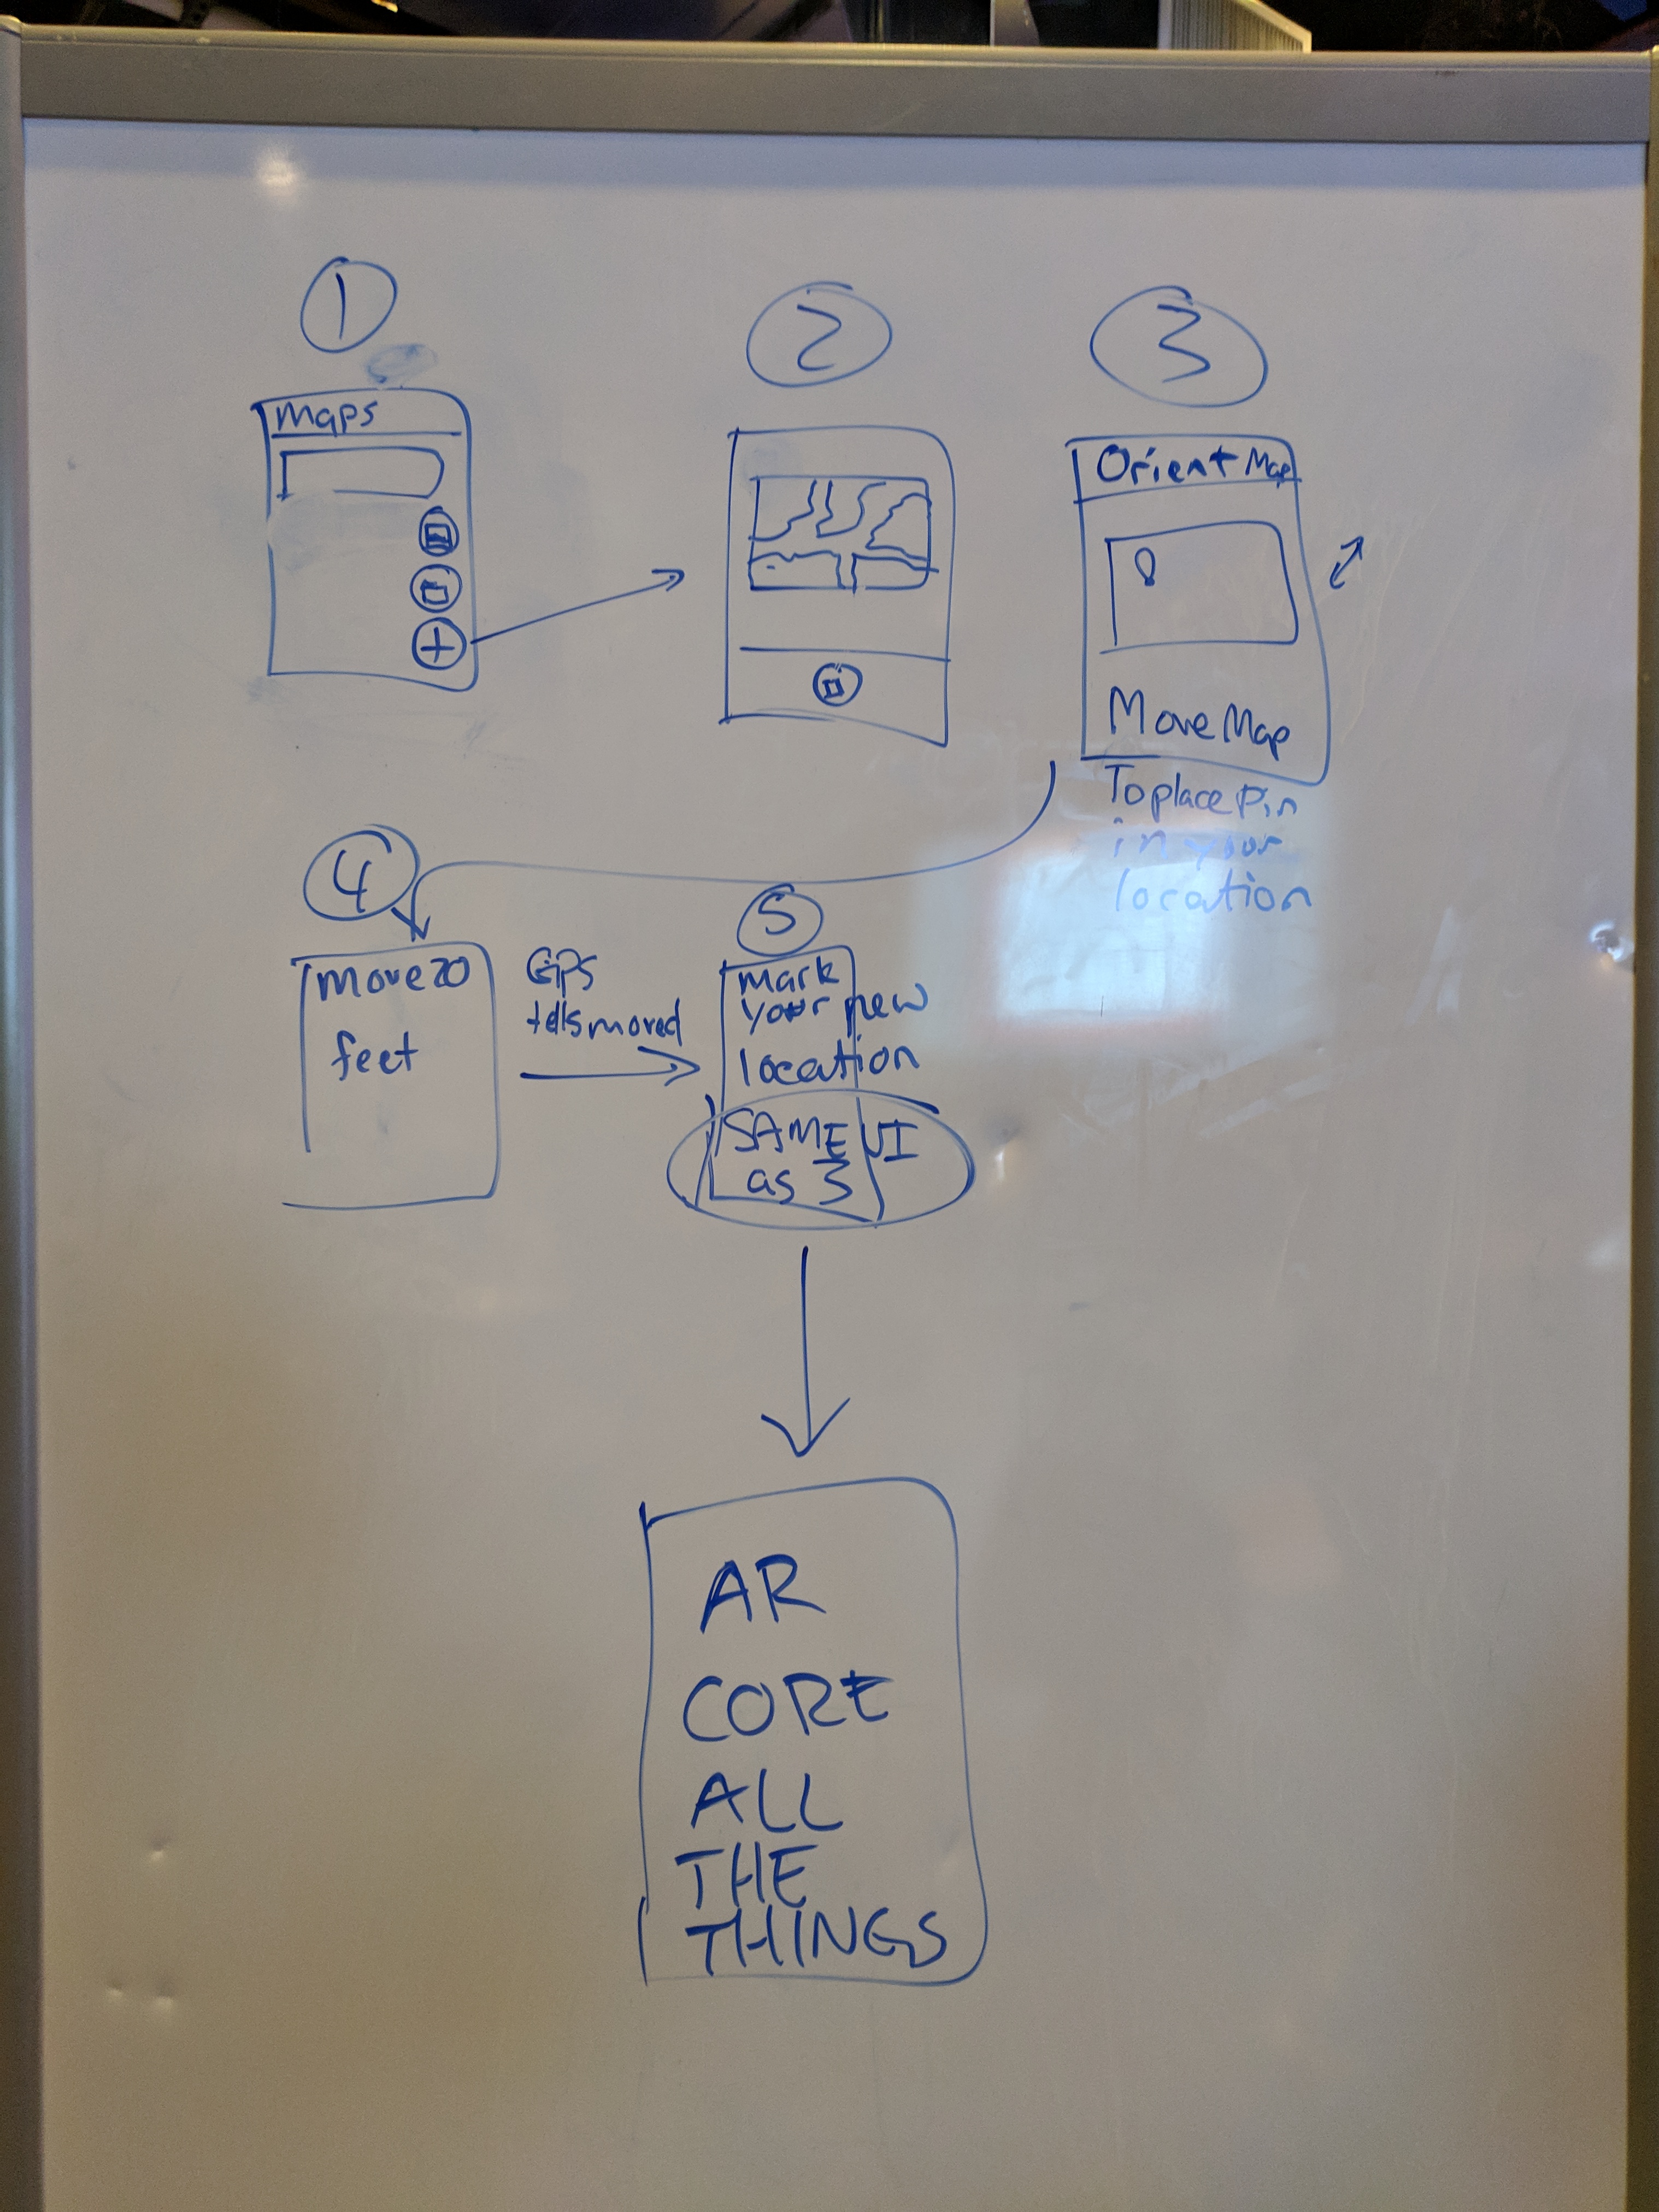 1
2
3
Maps
Orient Map
Move Map
To place Pin
in your
location
4
move 20
feet
GPS
tells moved
5
mark
your new
location
SAME UI
as 3
AR
CORE
ALL
THE
THINGS